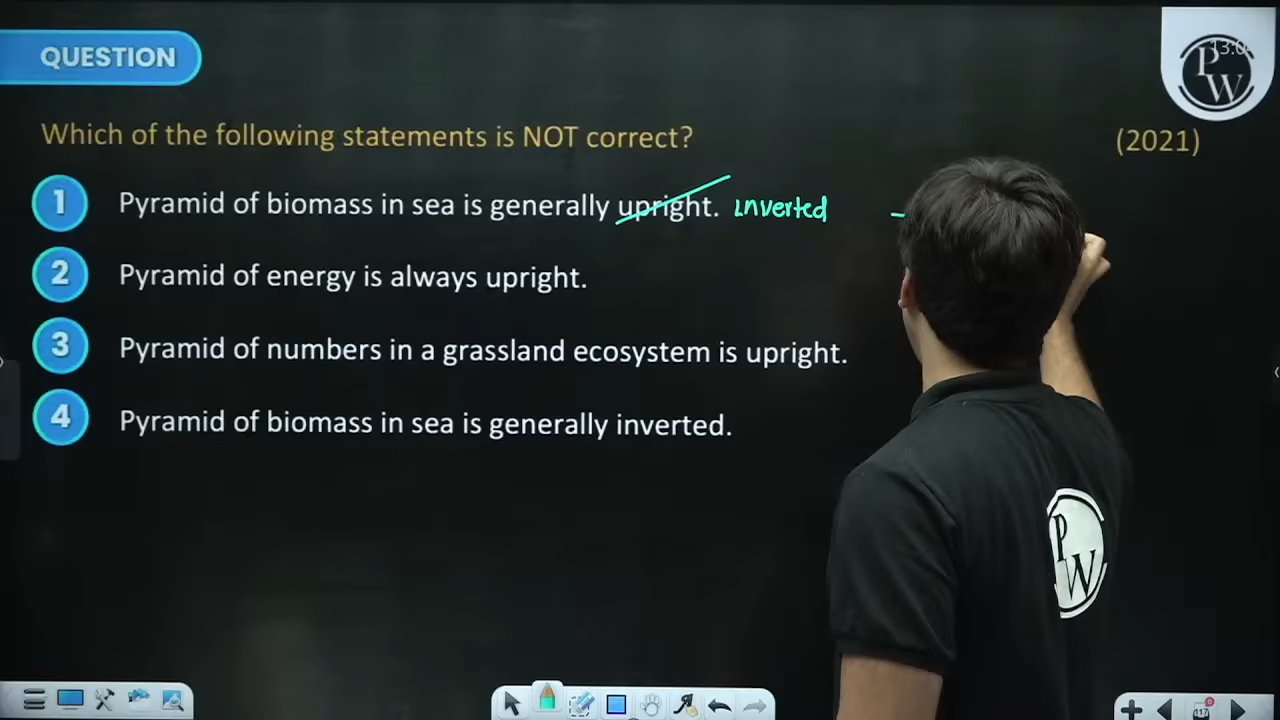 QUESTION
13:0
PW
Which of the following statements is NOT correct?
(2021)
1 Pyramid of biomass in sea is generally upright. inverted
2 Pyramid of energy is always upright.
3 Pyramid of numbers in a grassland ecosystem is upright.
4 Pyramid of biomass in sea is generally inverted.
PW